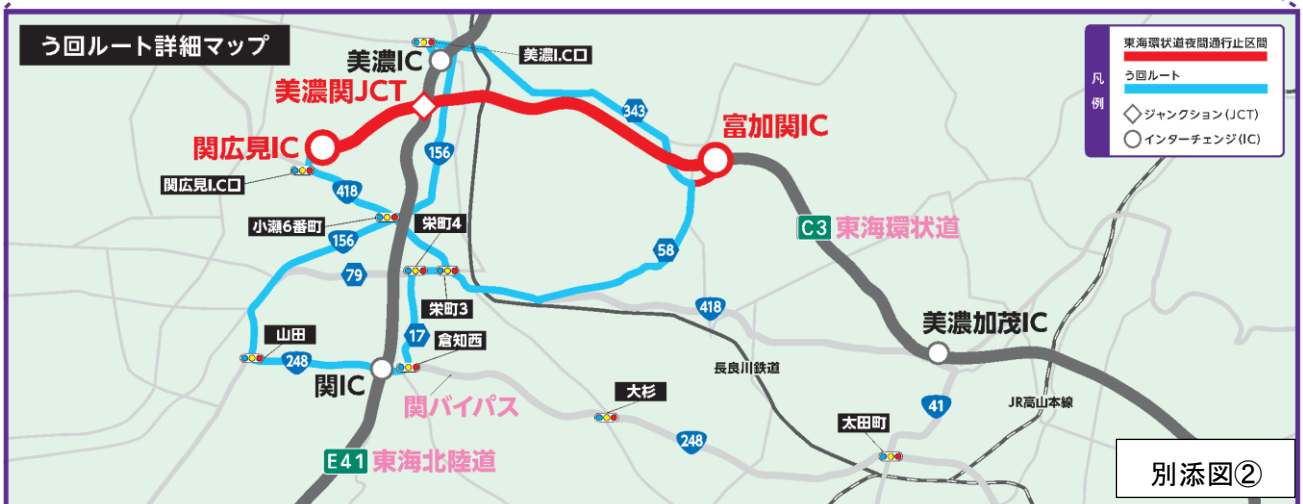 う回ルート詳細マップ
美濃IC
美濃I.C口
美濃関JCT
343
関広見IC
156
富加関IC
関広見I.C口
418
小瀬6番町
栄町4
156
C3 東海環状道
58
79
栄町3
418
17
山田
倉知西
美濃加茂IC
248
関IC
長良川鉄道
関バイパス
大杉
JR高山本線
41
太田町
248
E41 東海北陸道
凡例
東海環状道夜間通行止区間
う回ルート
ジャンクション(JCT)
インターチェンジ(IC)
別添図②